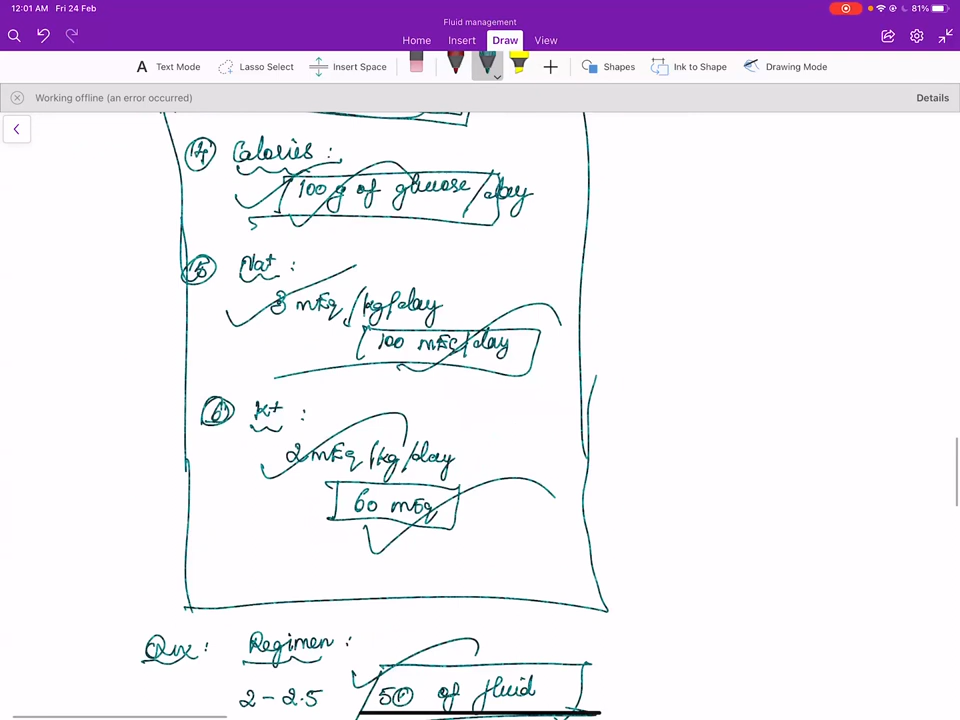 12:01 AM Fri 24 Feb
81%
Fluid management
Home Insert Draw View
Text Mode Lasso Select Insert Space Shapes Ink to Shape Drawing Mode
Working offline (an error occurred) Details
4 Calories :
100 g of glucose/day
5 Na+ :
3 mEq/kg/day
100 mEq/day
6 K+ :
2 mEq/kg/day
60 mEq
Regimen :
2 - 2.5 of fluid